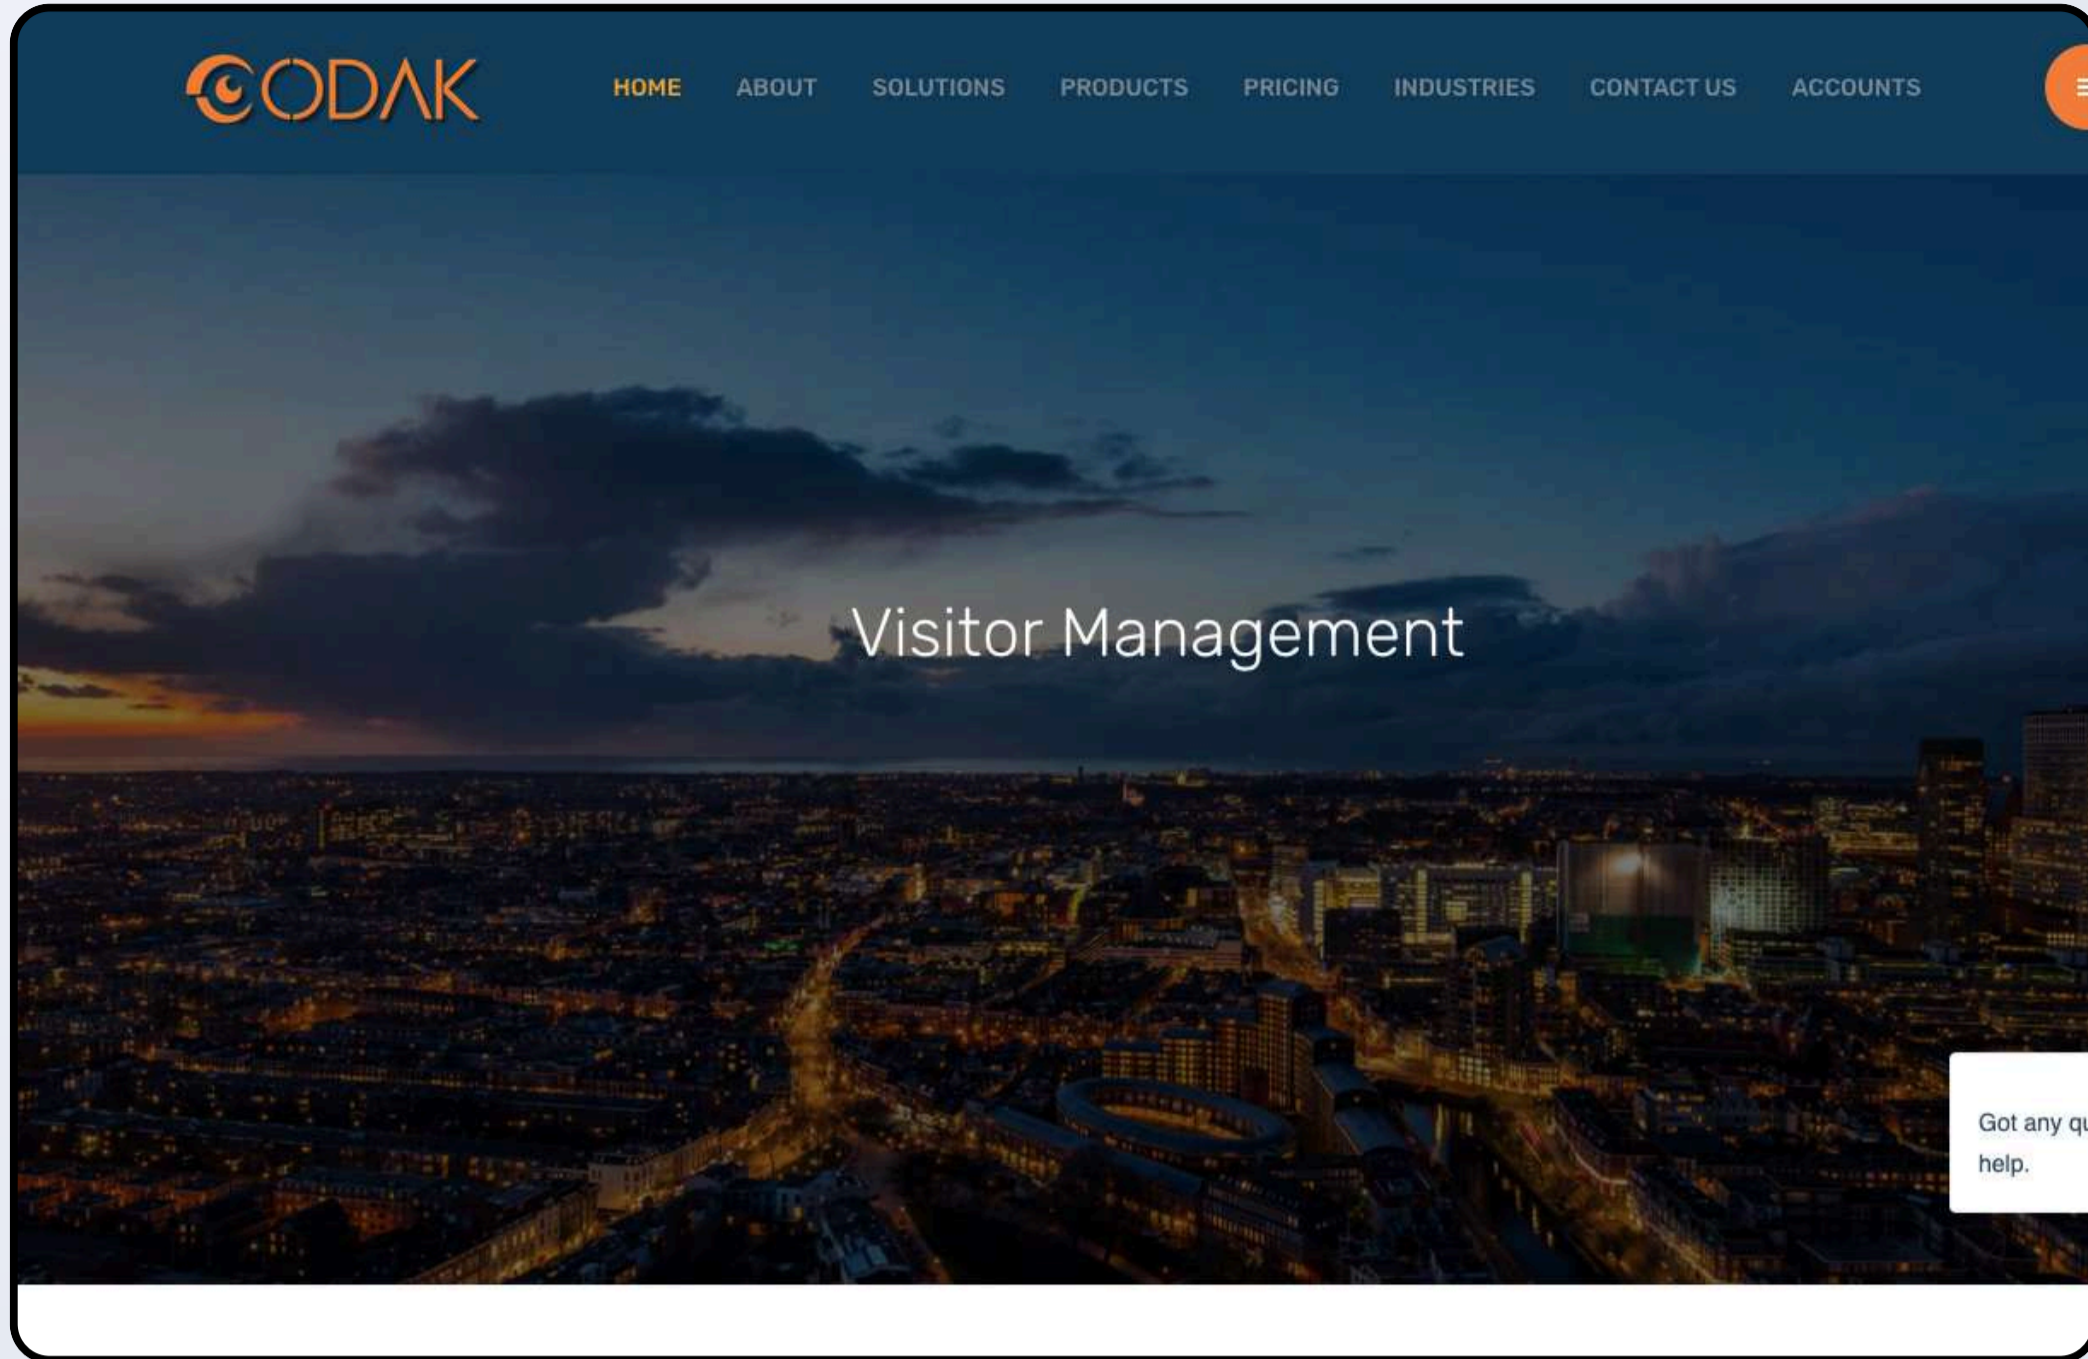 CODAK
HOME ABOUT SOLUTIONS PRODUCTS PRICING INDUSTRIES CONTACT US ACCOUNTS
Visitor Management
Got any
help.